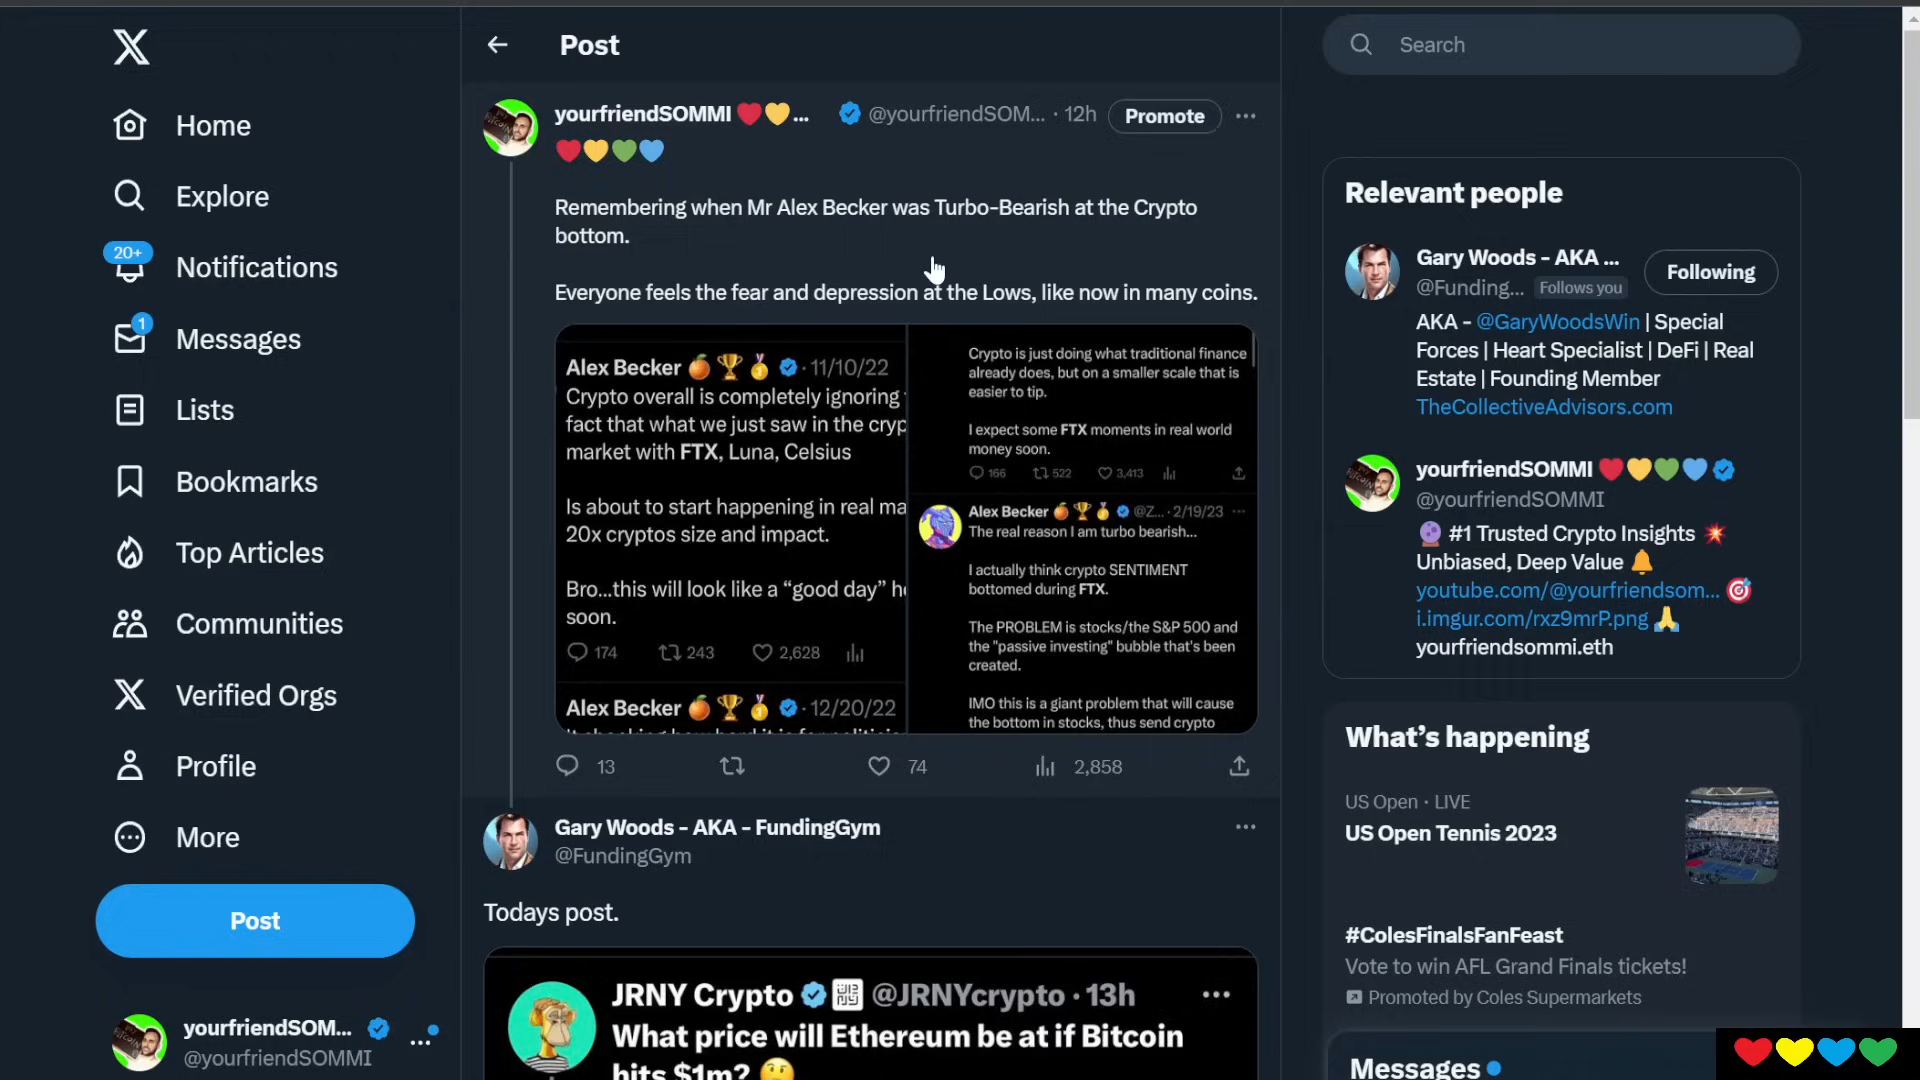 Home
Explore
20+
Notifications
1
Messages
Lists
Bookmarks
Top Articles
Communities
Verified Orgs
Profile
More
Post
yourfriendSOM...
@yourfriendSOMMI
Post
yourfriendSOMMI ... @yourfriendSOM... · 12h
Promote
Remembering when Mr Alex Becker was Turbo-Bearish at the Crypto
bottom.
Everyone feels the fear and depression at the Lows, like now in many coins.
Alex Becker · 11/10/22
Crypto overall is completely ignoring
fact that what we just saw in the cryp
market with FTX, Luna, Celsius
Is about to start happening in real ma
20x cryptos size and impact.
Bro...this will look like a “good day” he
soon.
174 243 2,628
Alex Becker · 12/20/22
Crypto is just doing what traditional finance
already does, but on a smaller scale that is
easier to tip.
I expect some FTX moments in real world
money soon.
166 522 3,413
Alex Becker @Z... · 2/19/23
The real reason I am turbo bearish...
I actually think crypto SENTIMENT
bottomed during FTX.
The PROBLEM is stocks/the S&P 500 and
the "passive investing" bubble that's been
created.
IMO this is a giant problem that will cause
the bottom in stocks, thus send crypto
13 74 2,858
Gary Woods - AKA - FundingGym
@FundingGym
Todays post.
JRNY Crypto @JRNYcrypto · 13h
What price will Ethereum be at if Bitcoin
hits $1m?
Search
Relevant people
Gary Woods - AKA ...
@Funding... Follows you
Following
AKA - @GaryWoodsWin | Special
Forces | Heart Specialist | DeFi | Real
Estate | Founding Member
TheCollectiveAdvisors.com
yourfriendSOMMI
@yourfriendSOMMI
#1 Trusted Crypto Insights
Unbiased, Deep Value
youtube.com/@yourfriendsom...
i.imgur.com/rxz9mrP.png
yourfriendsommi.eth
What’s happening
US Open · LIVE
US Open Tennis 2023
#ColesFinalsFanFeast
Vote to win AFL Grand Finals tickets!
Promoted by Coles Supermarkets
Messages